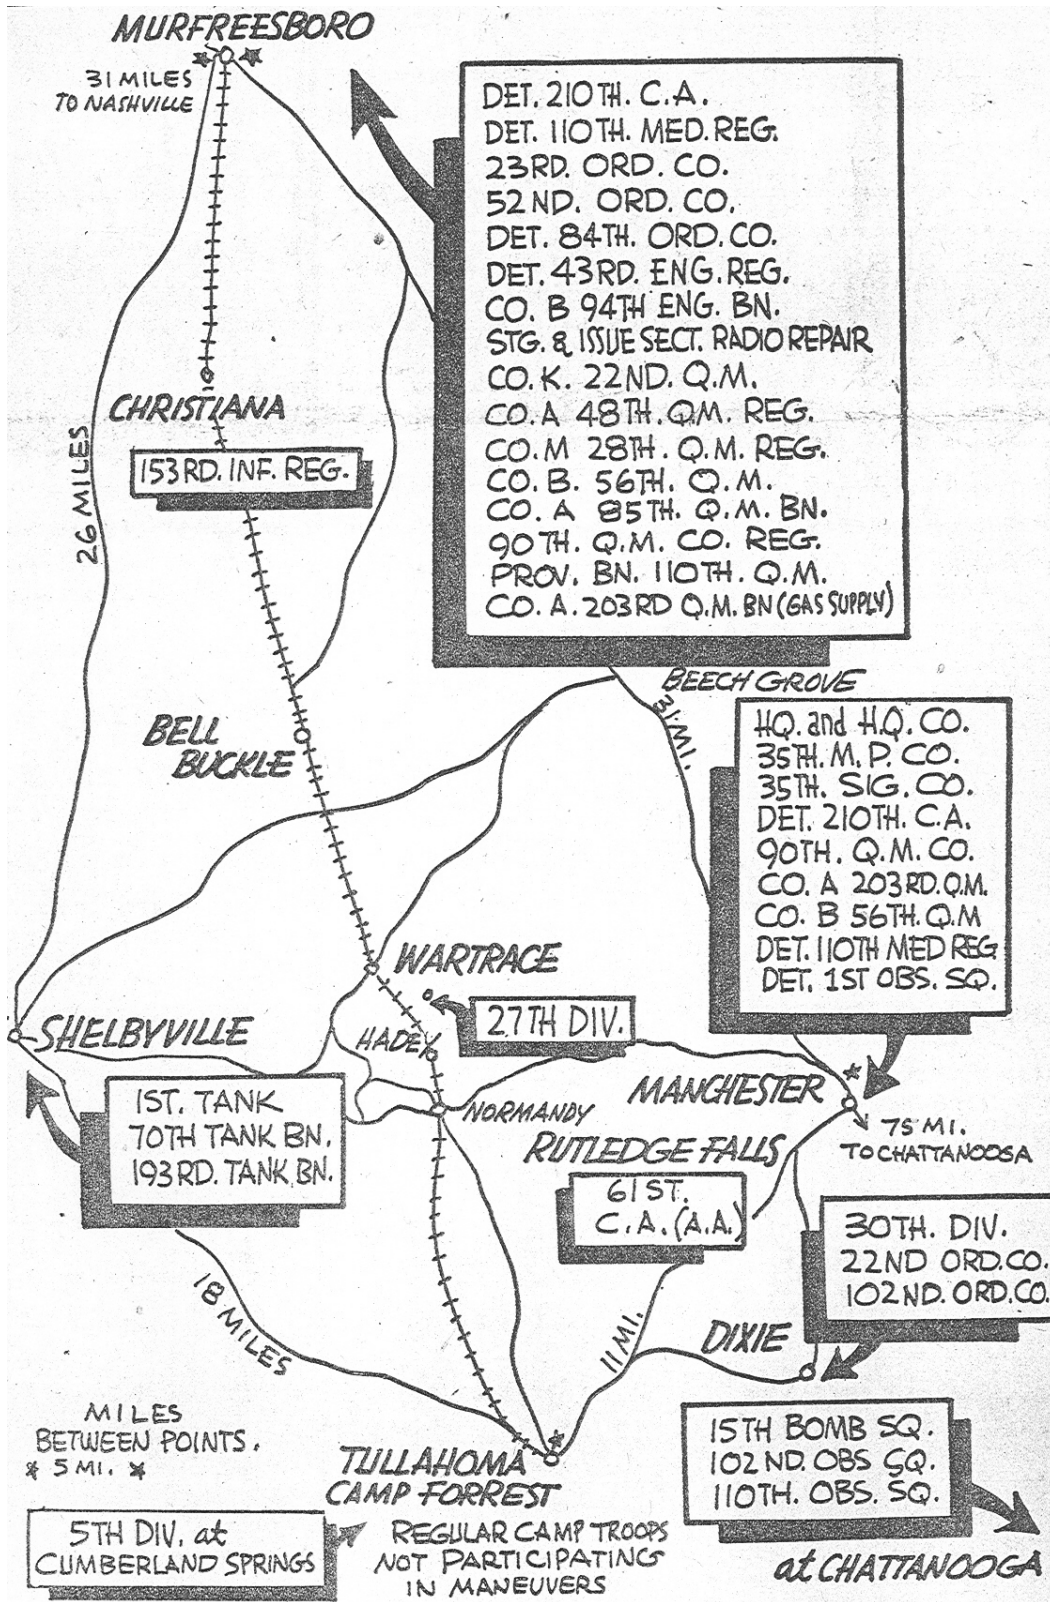 MURFREESBORO
31 MILES
TO NASHVILLE
DET. 210TH. C.A.
DET. 110TH. MED. REG.
23RD. ORD. CO.
52ND. ORD. CO.
DET. 84TH. ORD. CO.
DET. 43RD. ENG. REG.
CO. B 94TH ENG. BN.
STG. & ISSUE SECT. RADIO REPAIR
CO. K. 22ND. Q.M.
CO. A 48TH. Q.M. REG.
CO. M 28TH. Q.M. REG.
CO. B. 56TH. Q.M.
CO. A 85TH. Q.M. BN.
90TH. Q.M. CO. REG.
PROV. BN. 110TH. Q.M.
CO. A. 203RD Q.M. BN (GAS SUPPLY)
CHRISTIANA
153RD. INF. REG.
26 MILES
BEECH GROVE
31 MI.
BELL
BUCKLE
HQ. and H.Q. CO.
35TH. M.P. CO.
35TH. SIG. CO.
DET. 210TH. C.A.
90TH. Q.M. CO.
CO. A 203RD. Q.M.
CO. B 56TH. Q.M
DET. 110TH MED REG
DET. 1ST OBS. SQ.
WARTRACE
27TH DIV.
SHELBYVILLE
HADEY
MANCHESTER
1ST. TANK
70TH TANK BN.
193RD. TANK BN.
NORMANDY
75 MI.
TO CHATTANOOSA
RUTLEDGE FALLS
61ST.
C.A. (A.A.)
30TH. DIV.
22ND ORD. CO.
102ND. ORD. CO.
18 MILES
11 MI.
DIXIE
MILES
BETWEEN POINTS.
* 5 MI. *
TULLAHOMA
CAMP FORREST
15TH BOMB SQ.
102ND. OBS SQ.
110TH. OBS. SQ.
5TH DIV. at
CUMBERLAND SPRINGS
REGULAR CAMP TROOPS
NOT PARTICIPATING
IN MANEUVERS
at CHATTANOOGA